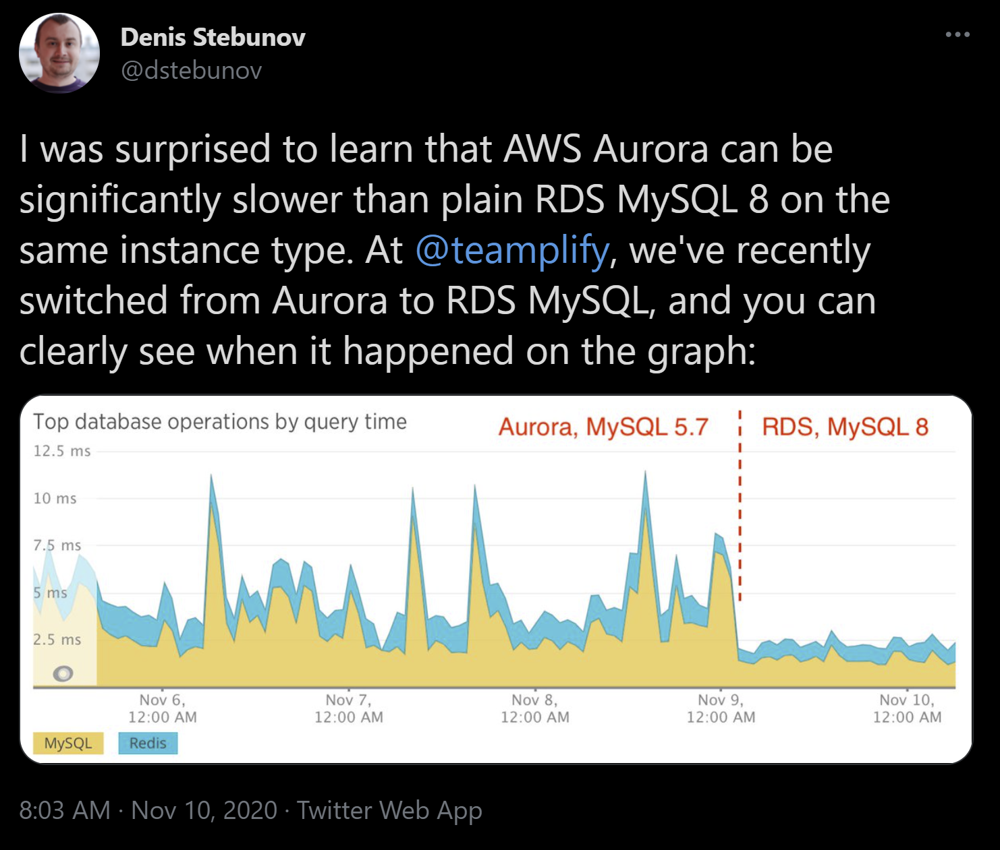 Denis Stebunov
@dstebunov
I was surprised to learn that AWS Aurora can be
significantly slower than plain RDS MySQL 8 on the
same instance type. At @teamplify, we've recently
switched from Aurora to RDS MySQL, and you can
clearly see when it happened on the graph:
Top database operations by query time
Aurora, MySQL 5.7
RDS, MySQL 8
12.5 ms
10 ms
7.5 ms
5 ms
2.5 ms
Nov 6,
12:00 AM
Nov 7,
12:00 AM
Nov 8,
12:00 AM
Nov 9,
12:00 AM
Nov 10,
12:00 AM
MySQL
Redis
8:03 AM · Nov 10, 2020 · Twitter Web App